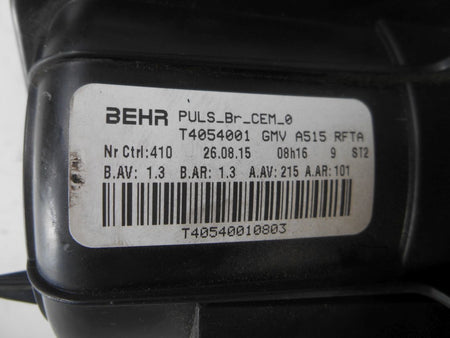 BEHR PULS_Br_CEM_0
T4054001 GMV A515 RFTA
Nr Ctrl:410 26.08.15 08h16 9 ST2
B.AV: 1.3 B.AR: 1.3 A.AV:215 A.AR:101
T40540010803